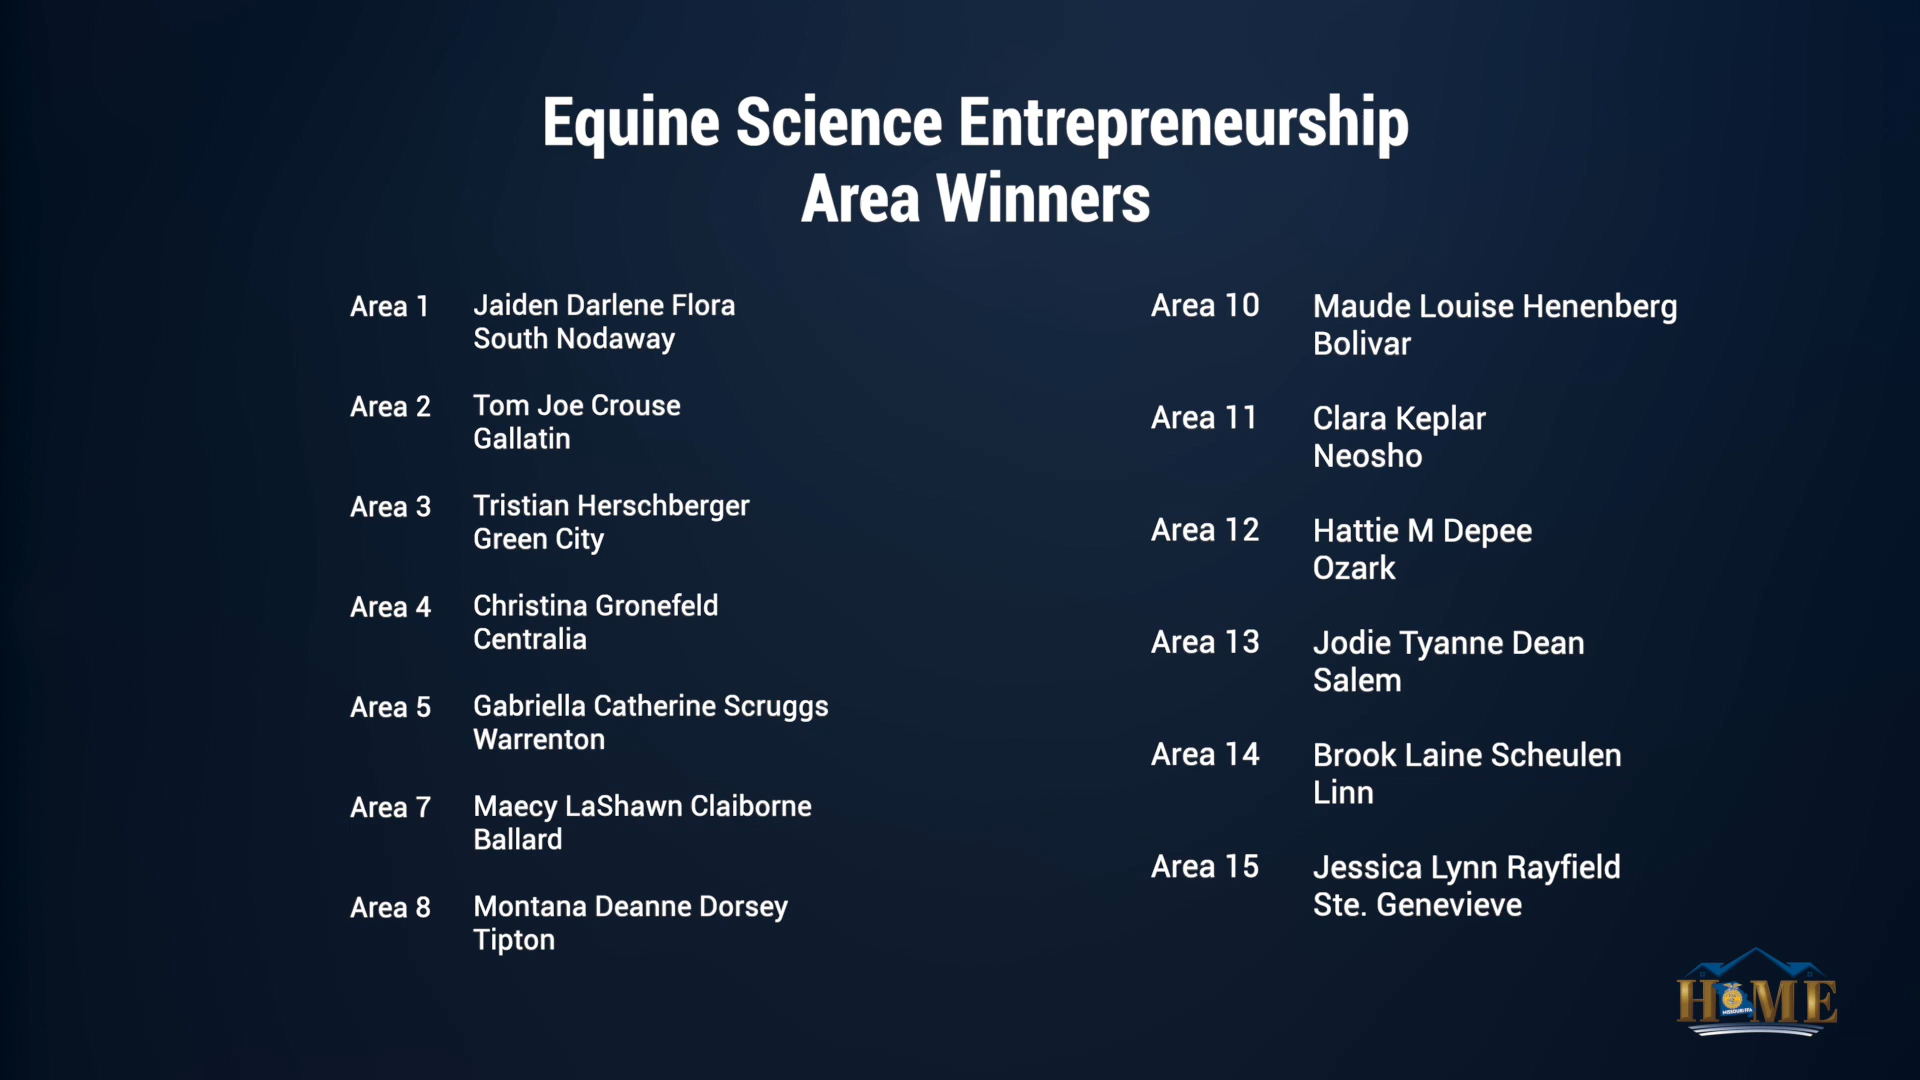 Equine Science Entrepreneurship
Area Winners
Area 1 Jaiden Darlene Flora
South Nodaway
Area 2 Tom Joe Crouse
Gallatin
Area 3 Tristian Herschberger
Green City
Area 4 Christina Gronefeld
Centralia
Area 5 Gabriella Catherine Scruggs
Warrenton
Area 7 Maecy LaShawn Claiborne
Ballard
Area 8 Montana Deanne Dorsey
Tipton
Area 10 Maude Louise Henenberg
Bolivar
Area 11 Clara Keplar
Neosho
Area 12 Hattie M Depee
Ozark
Area 13 Jodie Tyanne Dean
Salem
Area 14 Brook Laine Scheulen
Linn
Area 15 Jessica Lynn Rayfield
Ste. Genevieve
HOME
MISSOURI FFA